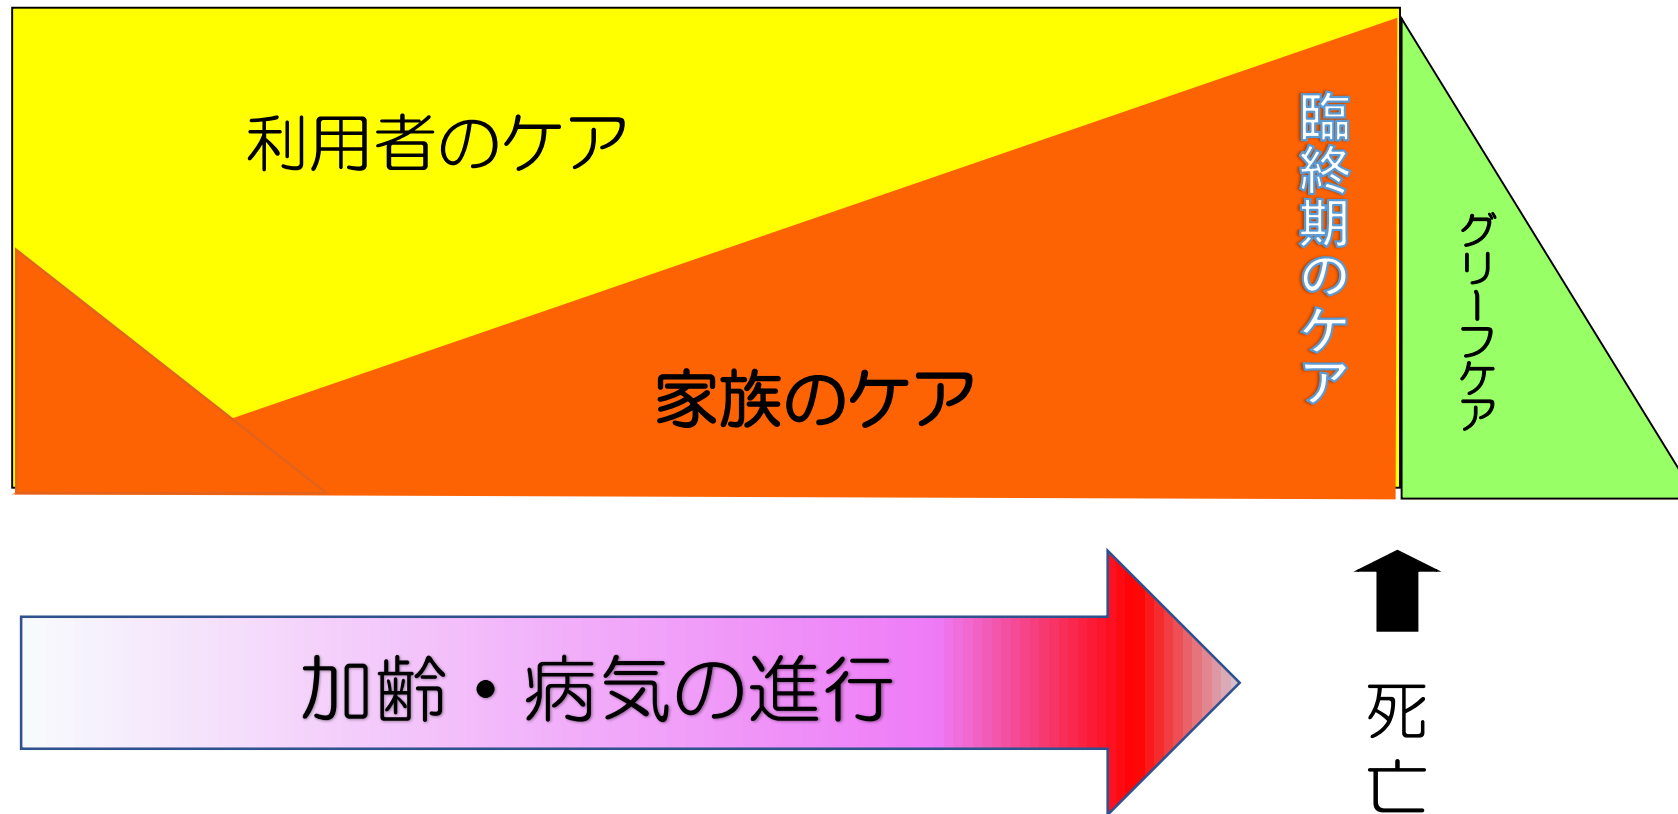 利用者のケア
家族のケア
臨終期のケア
グリーフケア
加齢・病気の進行
死亡